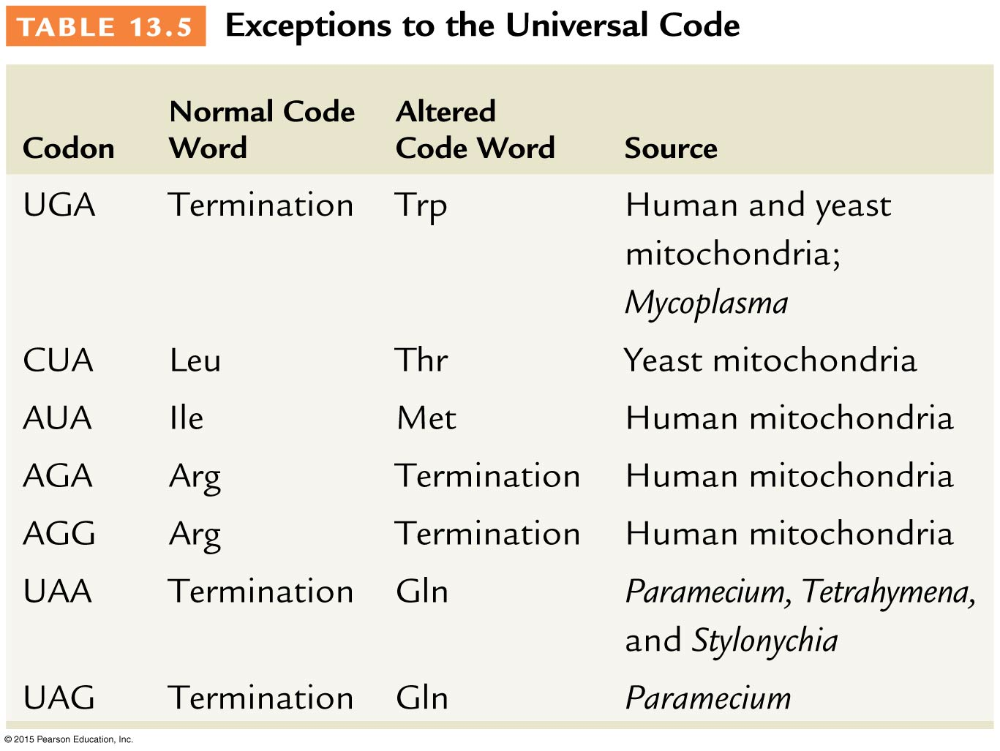 TABLE 13.5 Exceptions to the Universal Code
Normal Code Altered
Codon Word Code Word Source
UGA Termination Trp Human and yeast
mitochondria;
Mycoplasma
CUA Leu Thr Yeast mitochondria
AUA Ile Met Human mitochondria
AGA Arg Termination Human mitochondria
AGG Arg Termination Human mitochondria
UAA Termination Gln Paramecium, Tetrahymena,
and Stylonychia
UAG Termination Gln Paramecium
© 2015 Pearson Education, Inc.